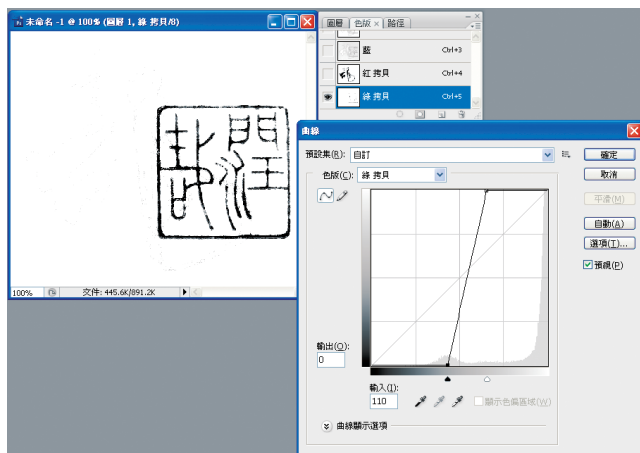 未命名 -1 @ 100% (圖層 1, 綠 拷貝/8)
圖層 色版 × 路徑
藍 Ctrl+3
紅 拷貝 Ctrl+4
綠 拷貝 Ctrl+5
100% 文件: 445.6K/891.2K
曲線
預設集(R): 自訂
確定
色版(C): 綠 拷貝
取消
平滑(M)
自動(A)
選項(T)...
預視(P)
輸出(O):
0
輸入(I):
110
顯示色偏區域(W)
曲線顯示選項